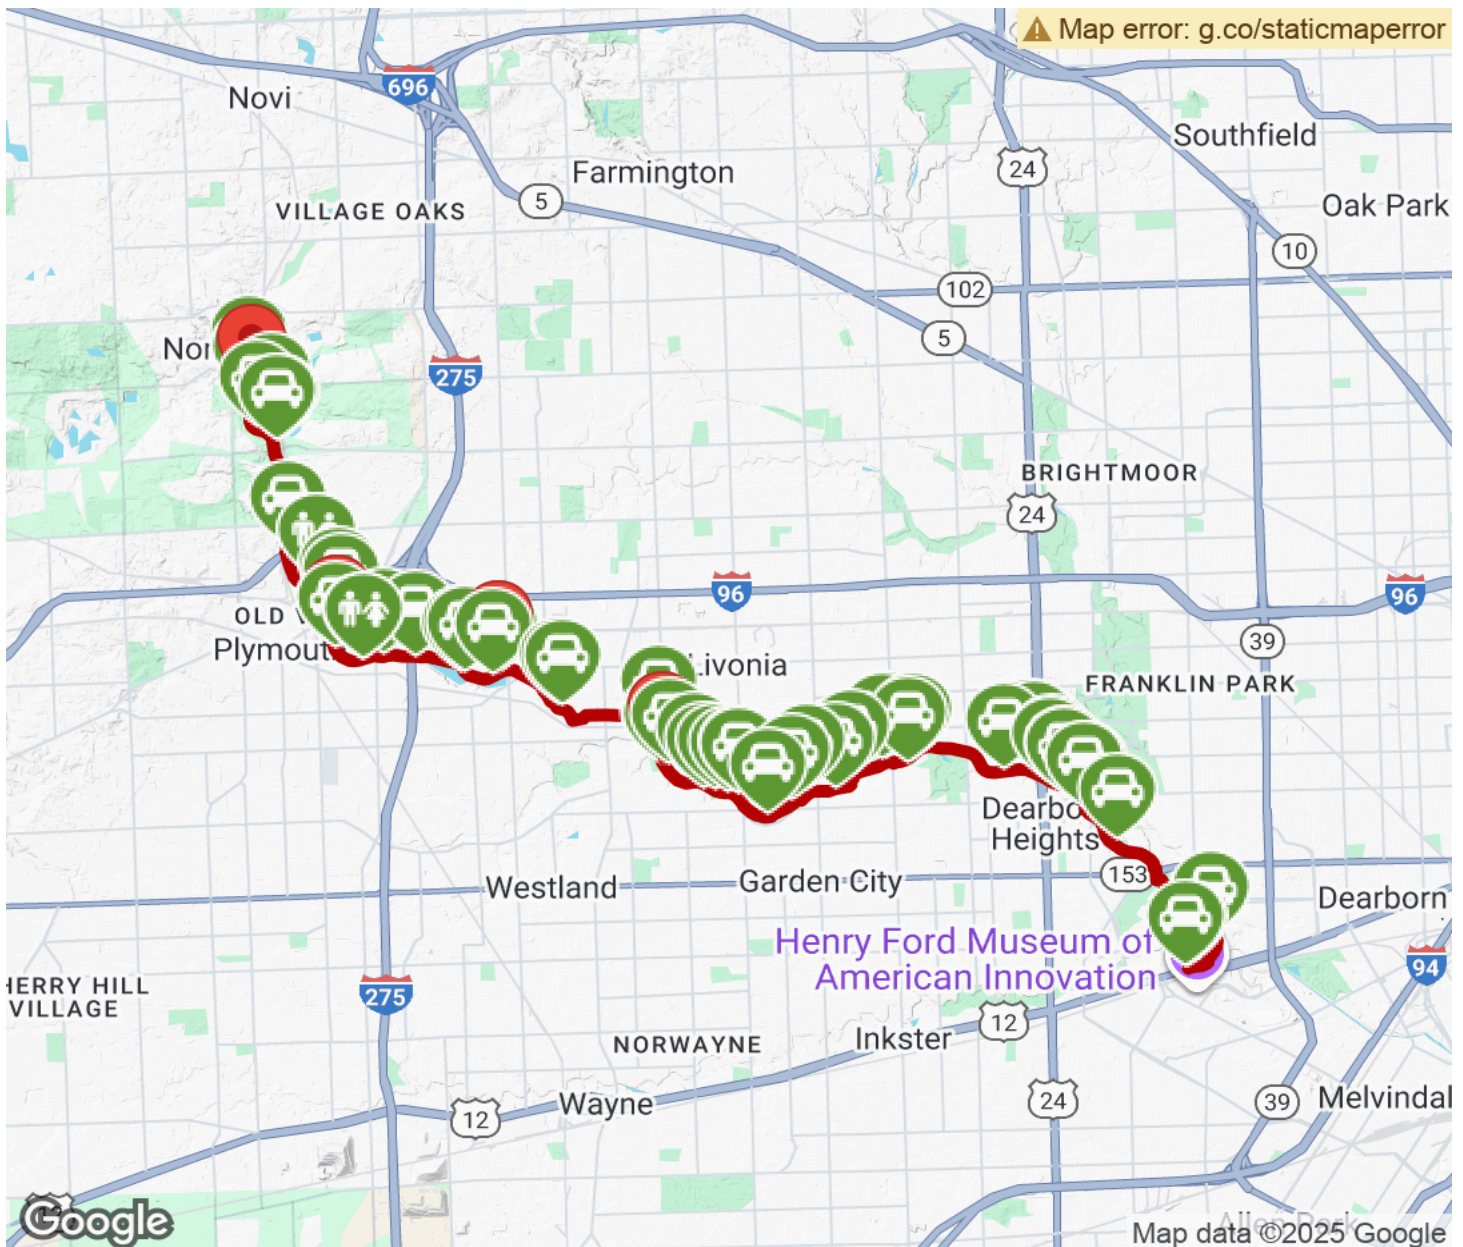 Map error: g.co/staticmaperror
696
Novi
Southfield
24
Farmington
5
VILLAGE OAKS
Oak Park
10
102
5
Nor
275
BRIGHTMOOR
24
96
96
OLD V
39
Plymout
Livonia
FRANKLIN PARK
Dearbo
Heights
153
Westland
Garden City
Dearborn
Henry Ford Museum of
American Innovation
94
HERRY HILL
VILLAGE
275
12
Inkster
NORWAYNE
24
39
Melvindal
Wayne
12
Google
Allen Park
Map data ©2025 Google